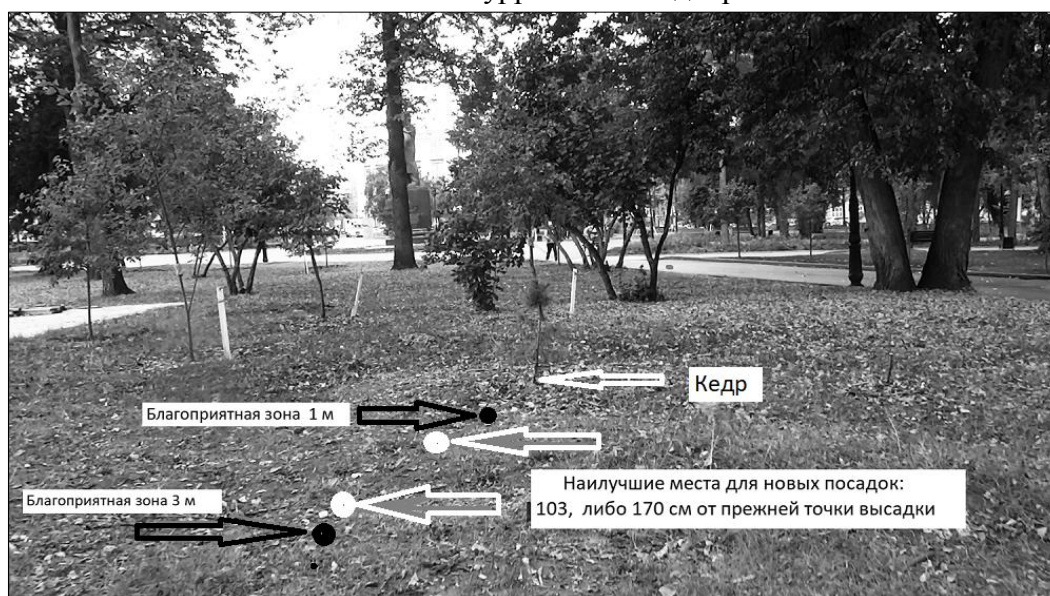 Кедр
Благоприятная зона 1 м
Наилучшие места для новых посадок:
103, либо 170 см от прежней точки высадки
Благоприятная зона 3 м